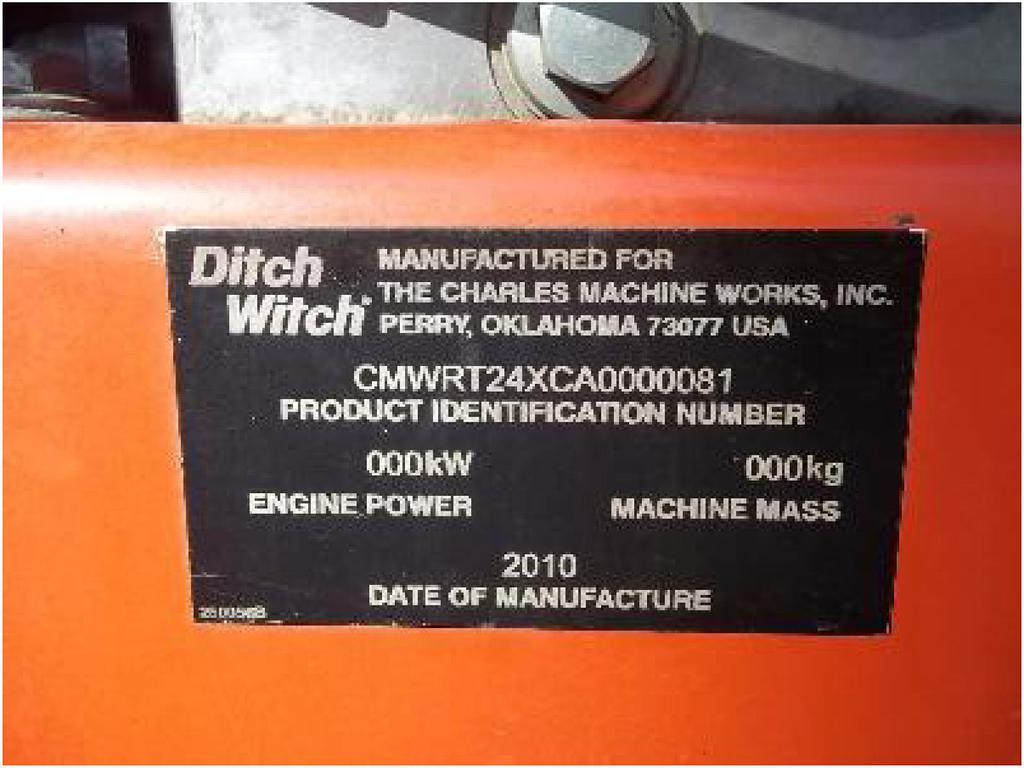 Ditch Witch
MANUFACTURED FOR
THE CHARLES MACHINE WORKS, INC.
PERRY, OKLAHOMA 73077 USA
CMWRT24XCA0000081
PRODUCT IDENTIFICATION NUMBER
000kW 000kg
ENGINE POWER MACHINE MASS
2010
DATE OF MANUFACTURE